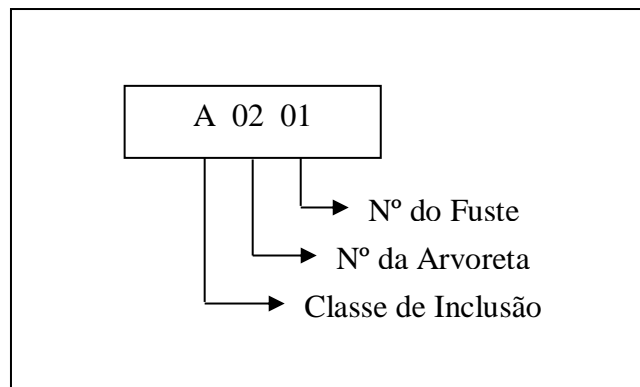 A 02 01
Nº do Fuste
Nº da Arvoreta
Classe de Inclusão